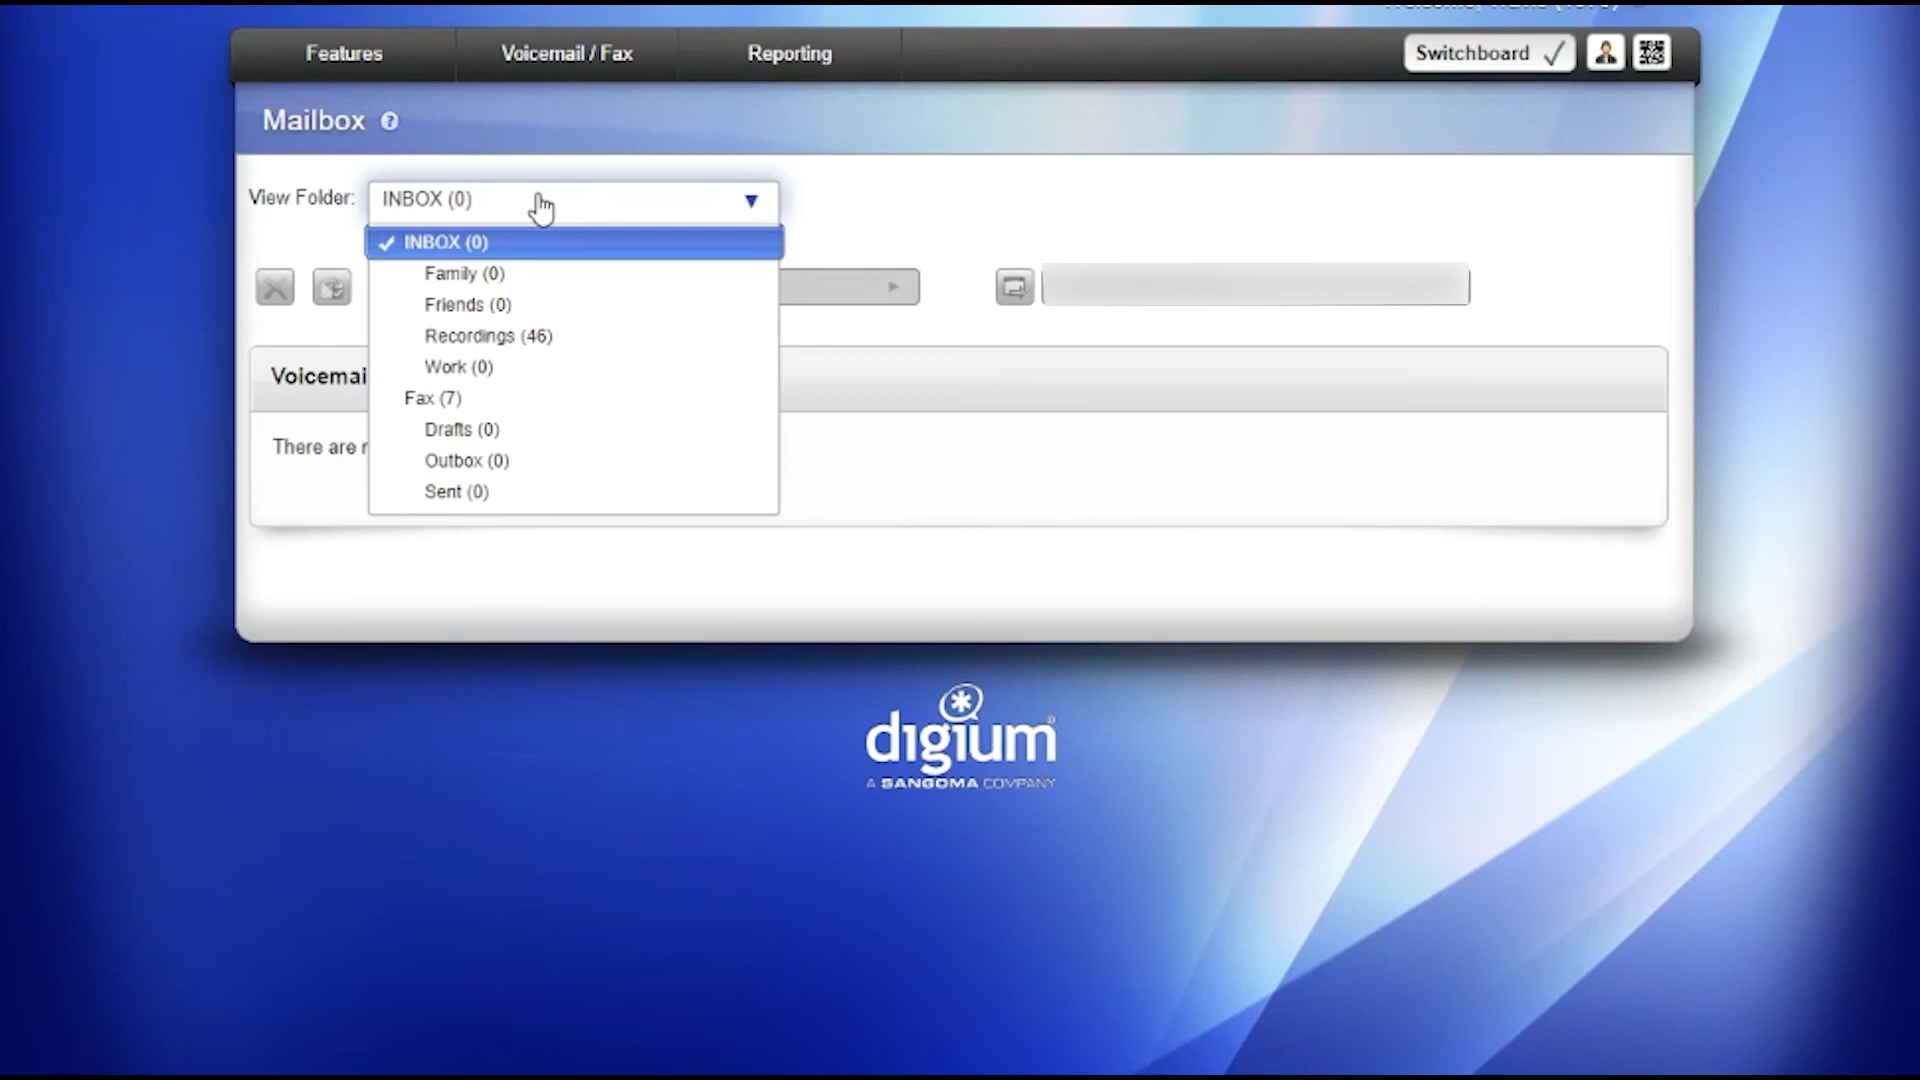 Features
Voicemail / Fax
Reporting
Switchboard
Mailbox
View Folder:
INBOX (0)
INBOX (0)
Family (0)
Friends (0)
Recordings (46)
Work (0)
Fax (7)
Drafts (0)
Outbox (0)
Sent (0)
Voicemai
There are
digium
A SANGOMA COMPANY